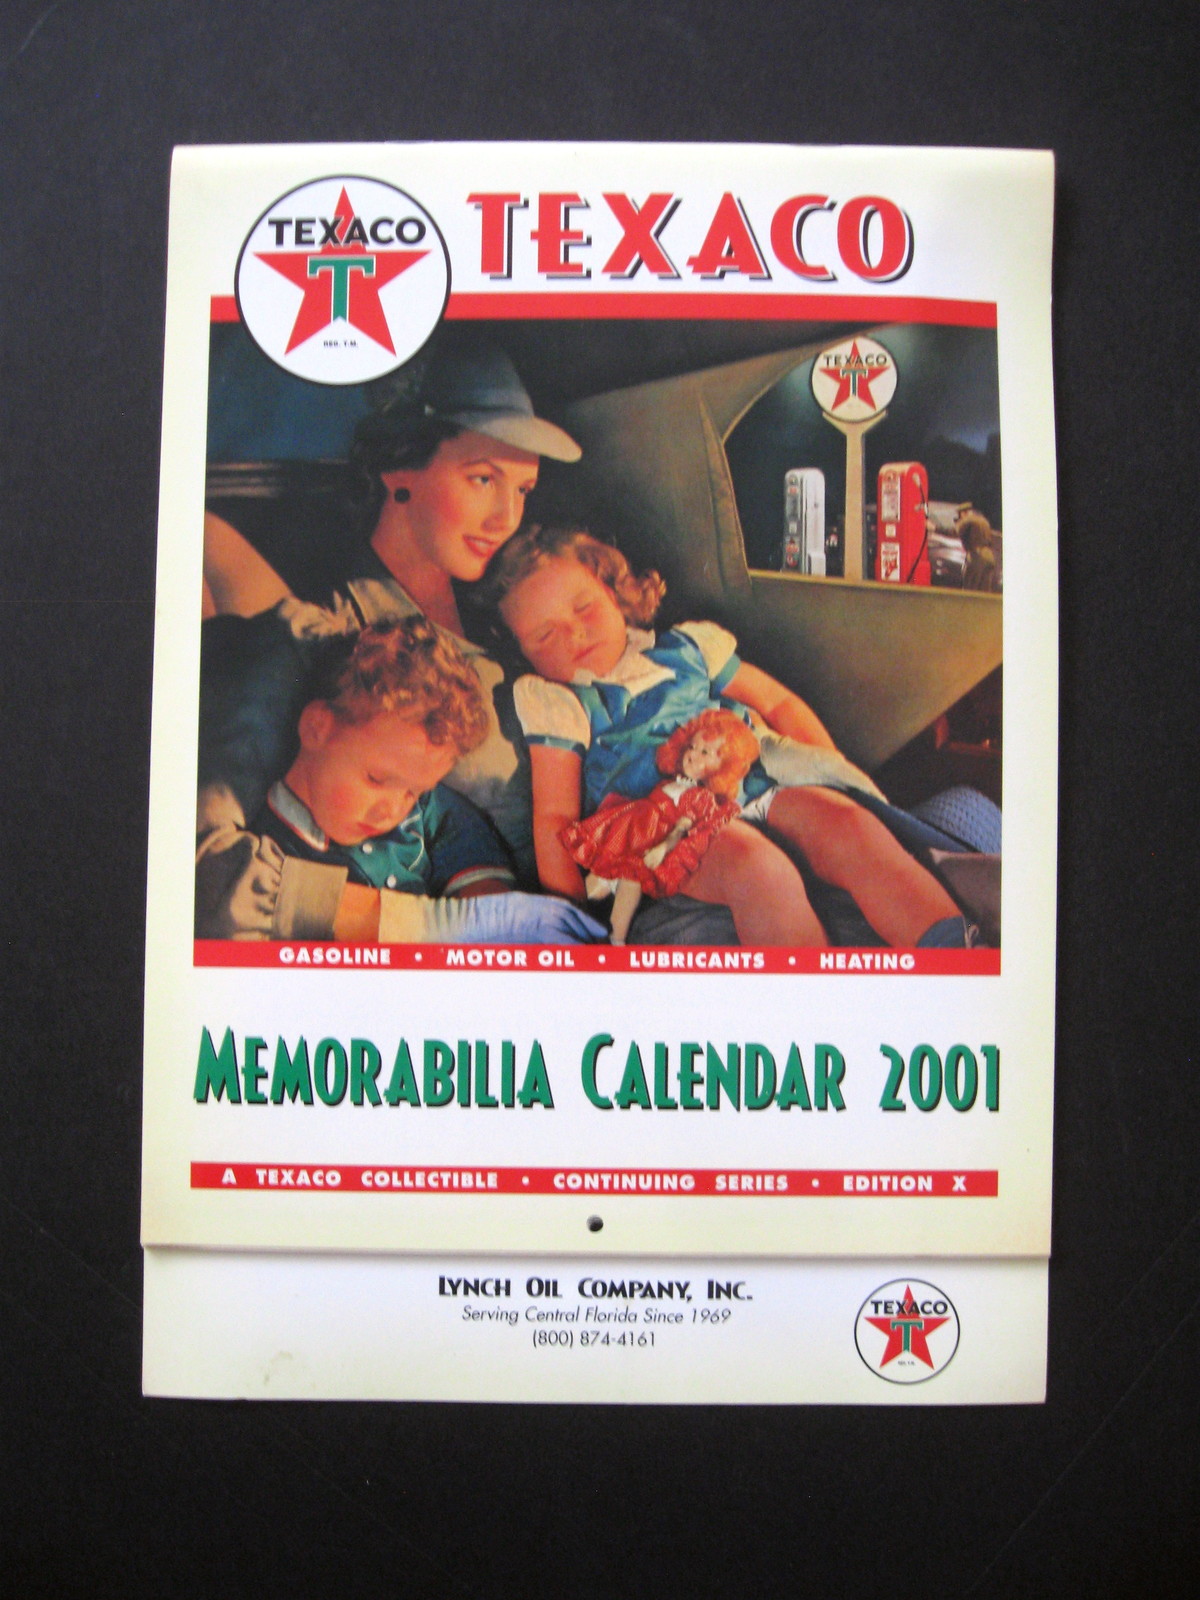 TEXACO
T
REG. T.M.
TEXACO
TEXACO
T
GASOLINE • MOTOR OIL • LUBRICANTS • HEATING
MEMORABILIA CALENDAR 2001
A TEXACO COLLECTIBLE • CONTINUING SERIES • EDITION X
LYNCH OIL COMPANY, INC.
Serving Central Florida Since 1969
(800) 874-4161
TEXACO
T
REG. T.M.